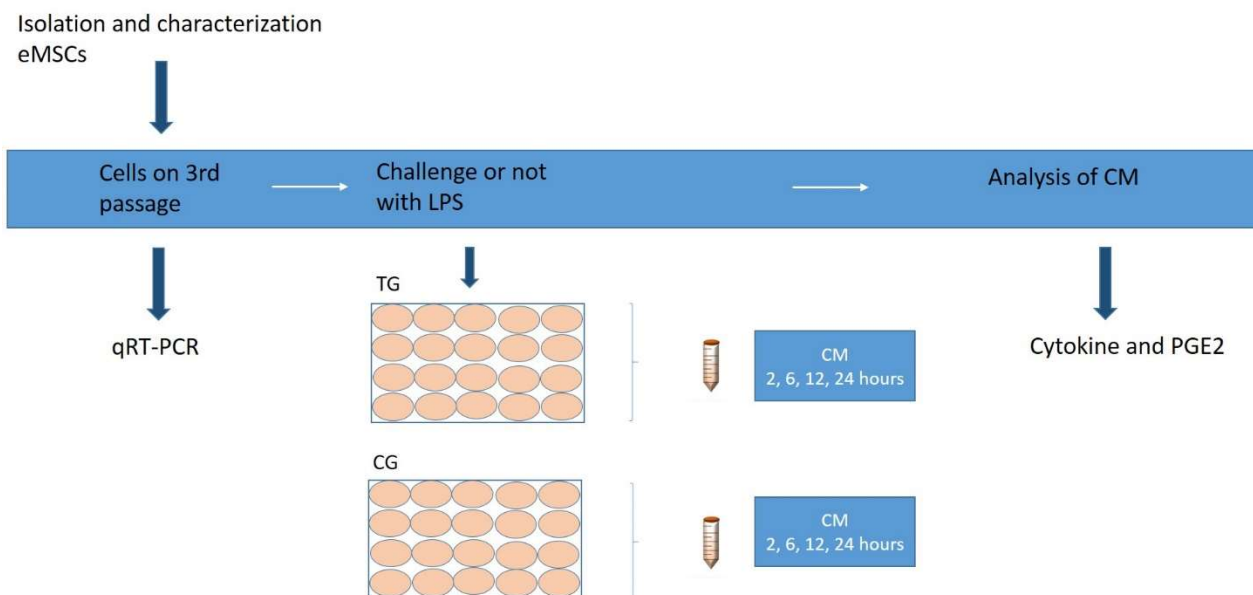 Isolation and characterization
eMSCs
Cells on 3rd
passage
Challenge or not
with LPS
Analysis of CM
TG
qRT-PCR
CM
2, 6, 12, 24 hours
Cytokine and PGE2
CG
CM
2, 6, 12, 24 hours